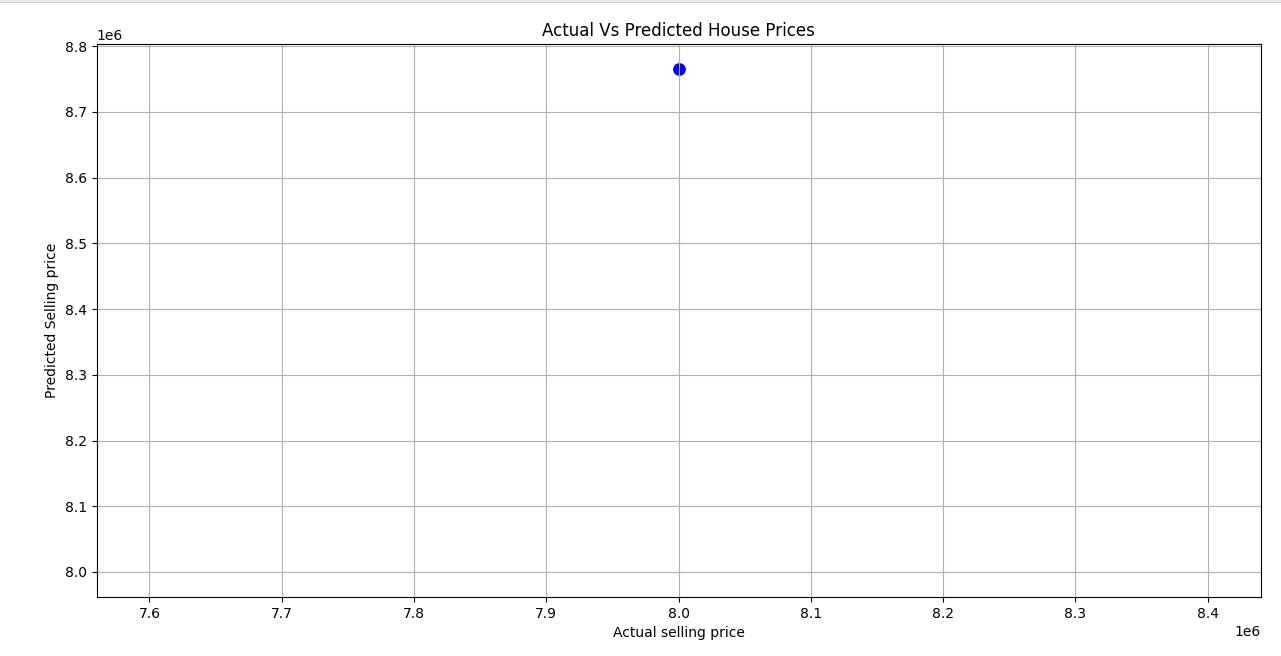 Actual Vs Predicted House Prices
1e6
8.8
8.7
8.6
8.5
8.4
8.3
8.2
8.1
8.0
Predicted Selling price
7.6 7.7 7.8 7.9 8.0 8.1 8.2 8.3 8.4
Actual selling price
1e6